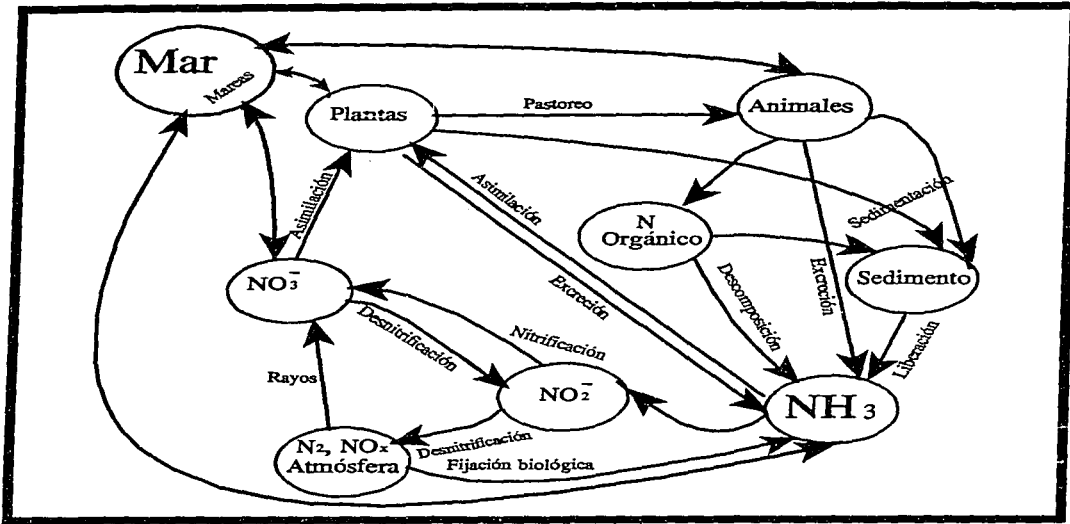 Mar
Mareas
Plantas
Pastoreo
Animales
Asimilación
Asimilación
Excreción
N
Orgánico
Sedimentación
Sedimento
NO₃⁻
Desnitrificación
Nitrificación
Descomposición
Excreción
Liberación
Rayos
NO₂⁻
NH₃
N₂, NOₓ
Atmósfera
Desnitrificación
Fijación biológica